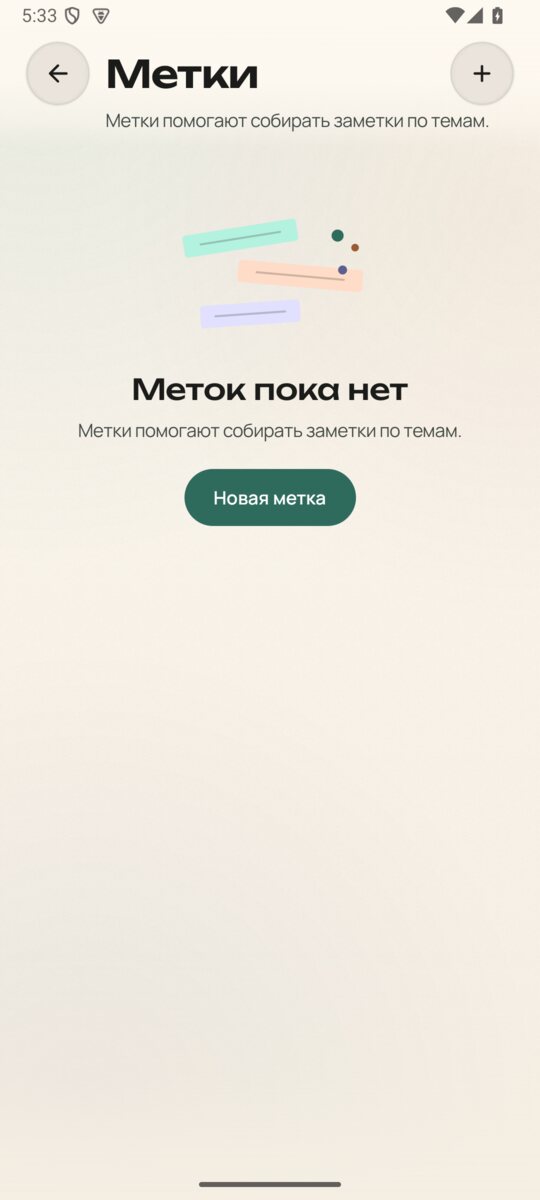 5:33
Метки
Метки помогают собирать заметки по темам.
Меток пока нет
Метки помогают собирать заметки по темам.
Новая метка